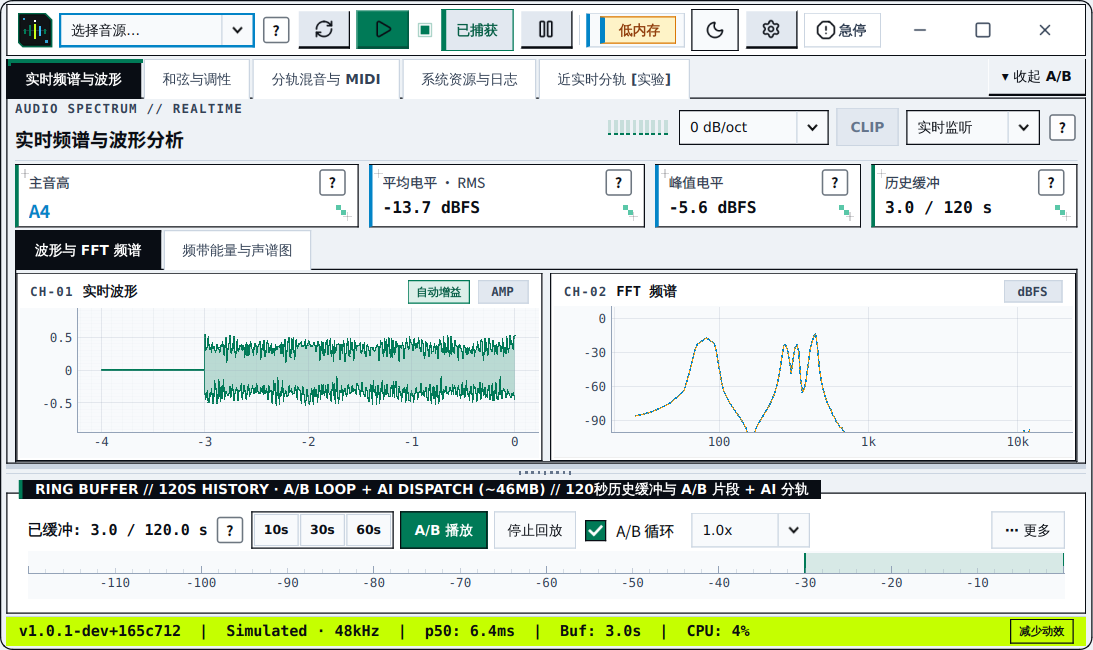 选择音源... ? 已捕获 低内存 急停
实时频谱与波形 和弦与调性 分轨混音与 MIDI 系统资源与日志 近实时分轨 [实验] ▾ 收起 A/B
AUDIO SPECTRUM // REALTIME
实时频谱与波形分析 0 dB/oct CLIP 实时监听 ?
主音高 ? 平均电平 · RMS ? 峰值电平 ? 历史缓冲 ?
A4 -13.7 dBFS -5.6 dBFS 3.0 / 120 s
波形与 FFT 频谱 频带能量与声谱图
CH-01 实时波形 自动增益 AMP CH-02 FFT 频谱 dBFS
0.5
0
-0.5
-4 -3 -2 -1 0
0
-30
-60
-90
100 1k 10k
RING BUFFER // 120S HISTORY · A/B LOOP + AI DISPATCH (~46MB) // 120秒历史缓冲与 A/B 片段 + AI 分轨
已缓冲: 3.0 / 120.0 s ? 10s 30s 60s A/B 播放 停止回放 A/B 循环 1.0x ··· 更多
-110 -100 -90 -80 -70 -60 -50 -40 -30 -20 -10
v1.0.1-dev+165c712 | Simulated · 48kHz | p50: 6.4ms | Buf: 3.0s | CPU: 4% 减少动效